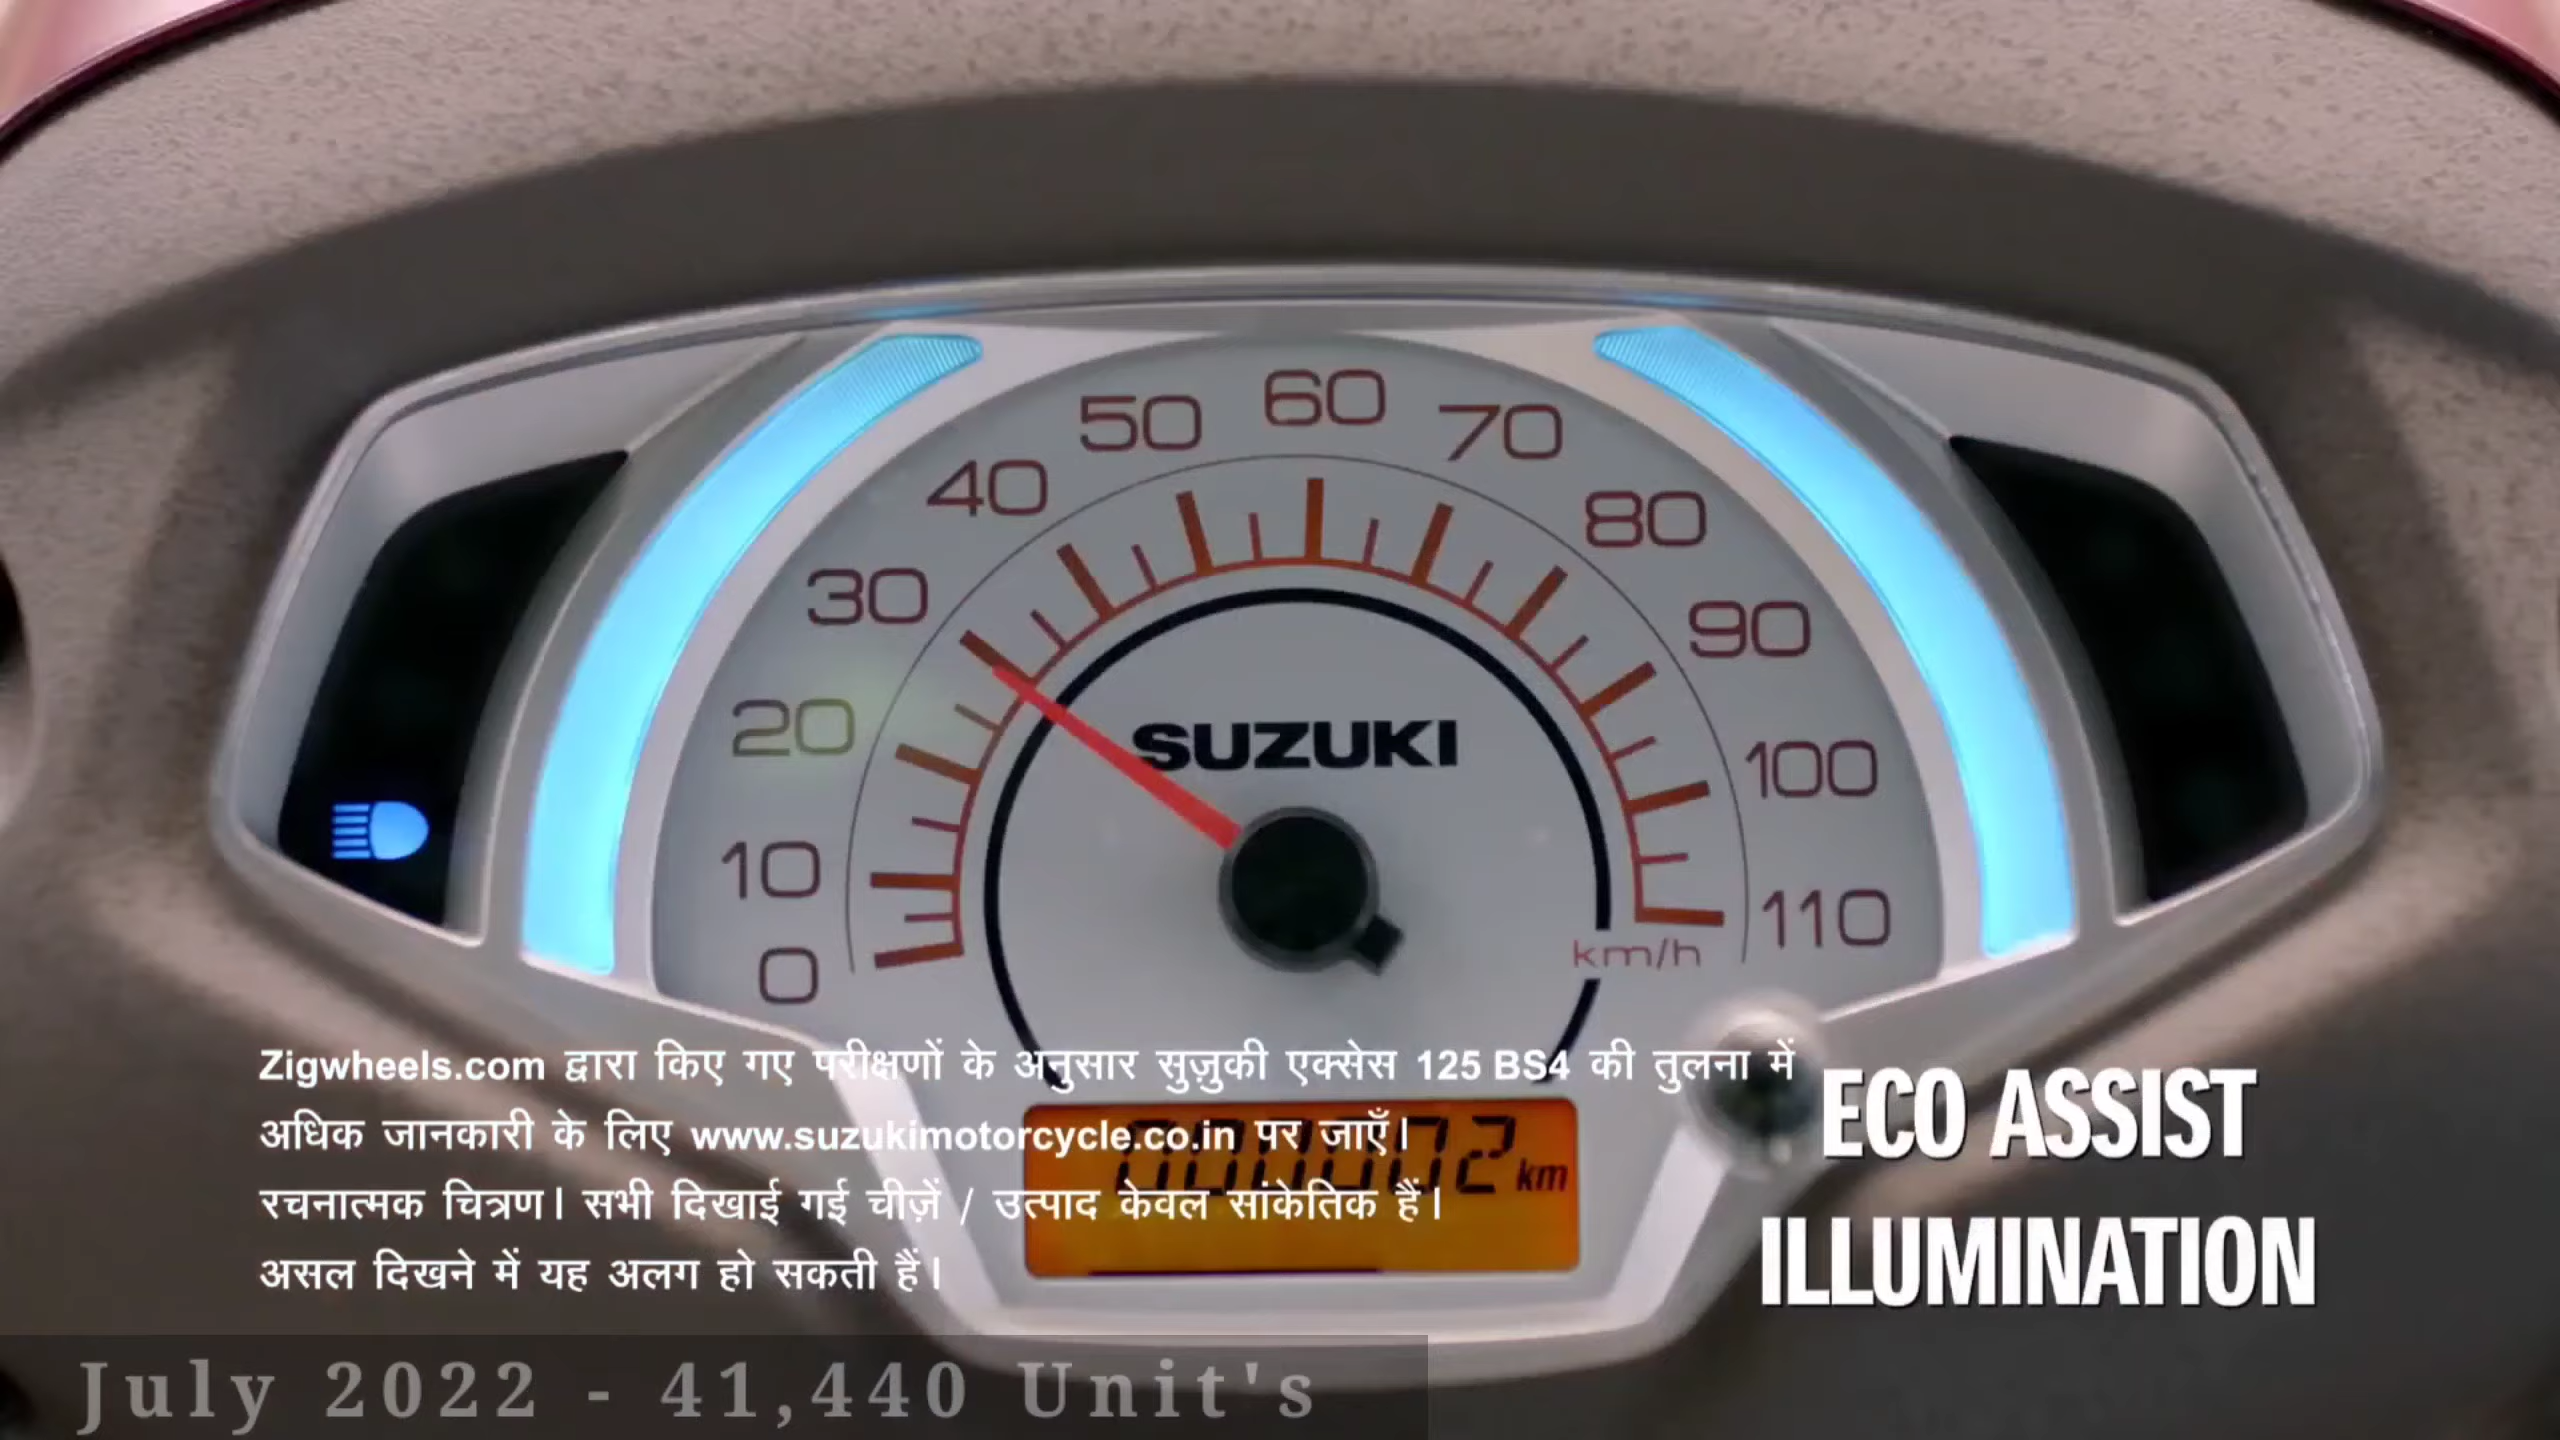 60
50
70
40
80
30
90
20
SUZUKI
100
10
110
0
km/h
Zigwheels.com द्वारा किए गए परीक्षणों के अनुसार सुज़ुकी एक्सेस 125 BS4 की तुलना में
अधिक जानकारी के लिए www.suzukimotorcycle.co.in पर जाएँ।
000002 km
रचनात्मक चित्रण। सभी दिखाई गई चीज़ें / उत्पाद केवल सांकेतिक हैं।
असल दिखने में यह अलग हो सकती हैं।
ECO ASSIST
ILLUMINATION
July 2022 - 41,440 Unit's